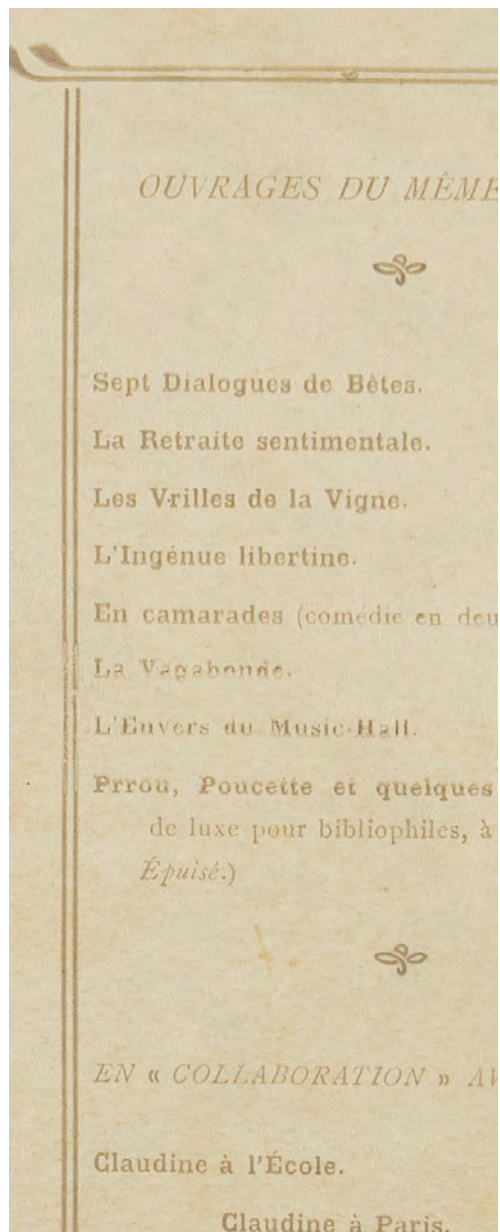 OUVRAGES DU MÊME
Sept Dialogues de Bêtes.
La Retraite sentimentale.
Les Vrilles de la Vigne.
L'Ingénue libertine.
En camarades (comédie en deu
La Vagabonde.
L'Envers du Music-Hall.
Prrou, Poucette et quelques
de luxe pour bibliophiles, à
Épuisé.)
EN « COLLABORATION » AV
Claudine à l'École.
Claudine à Paris.